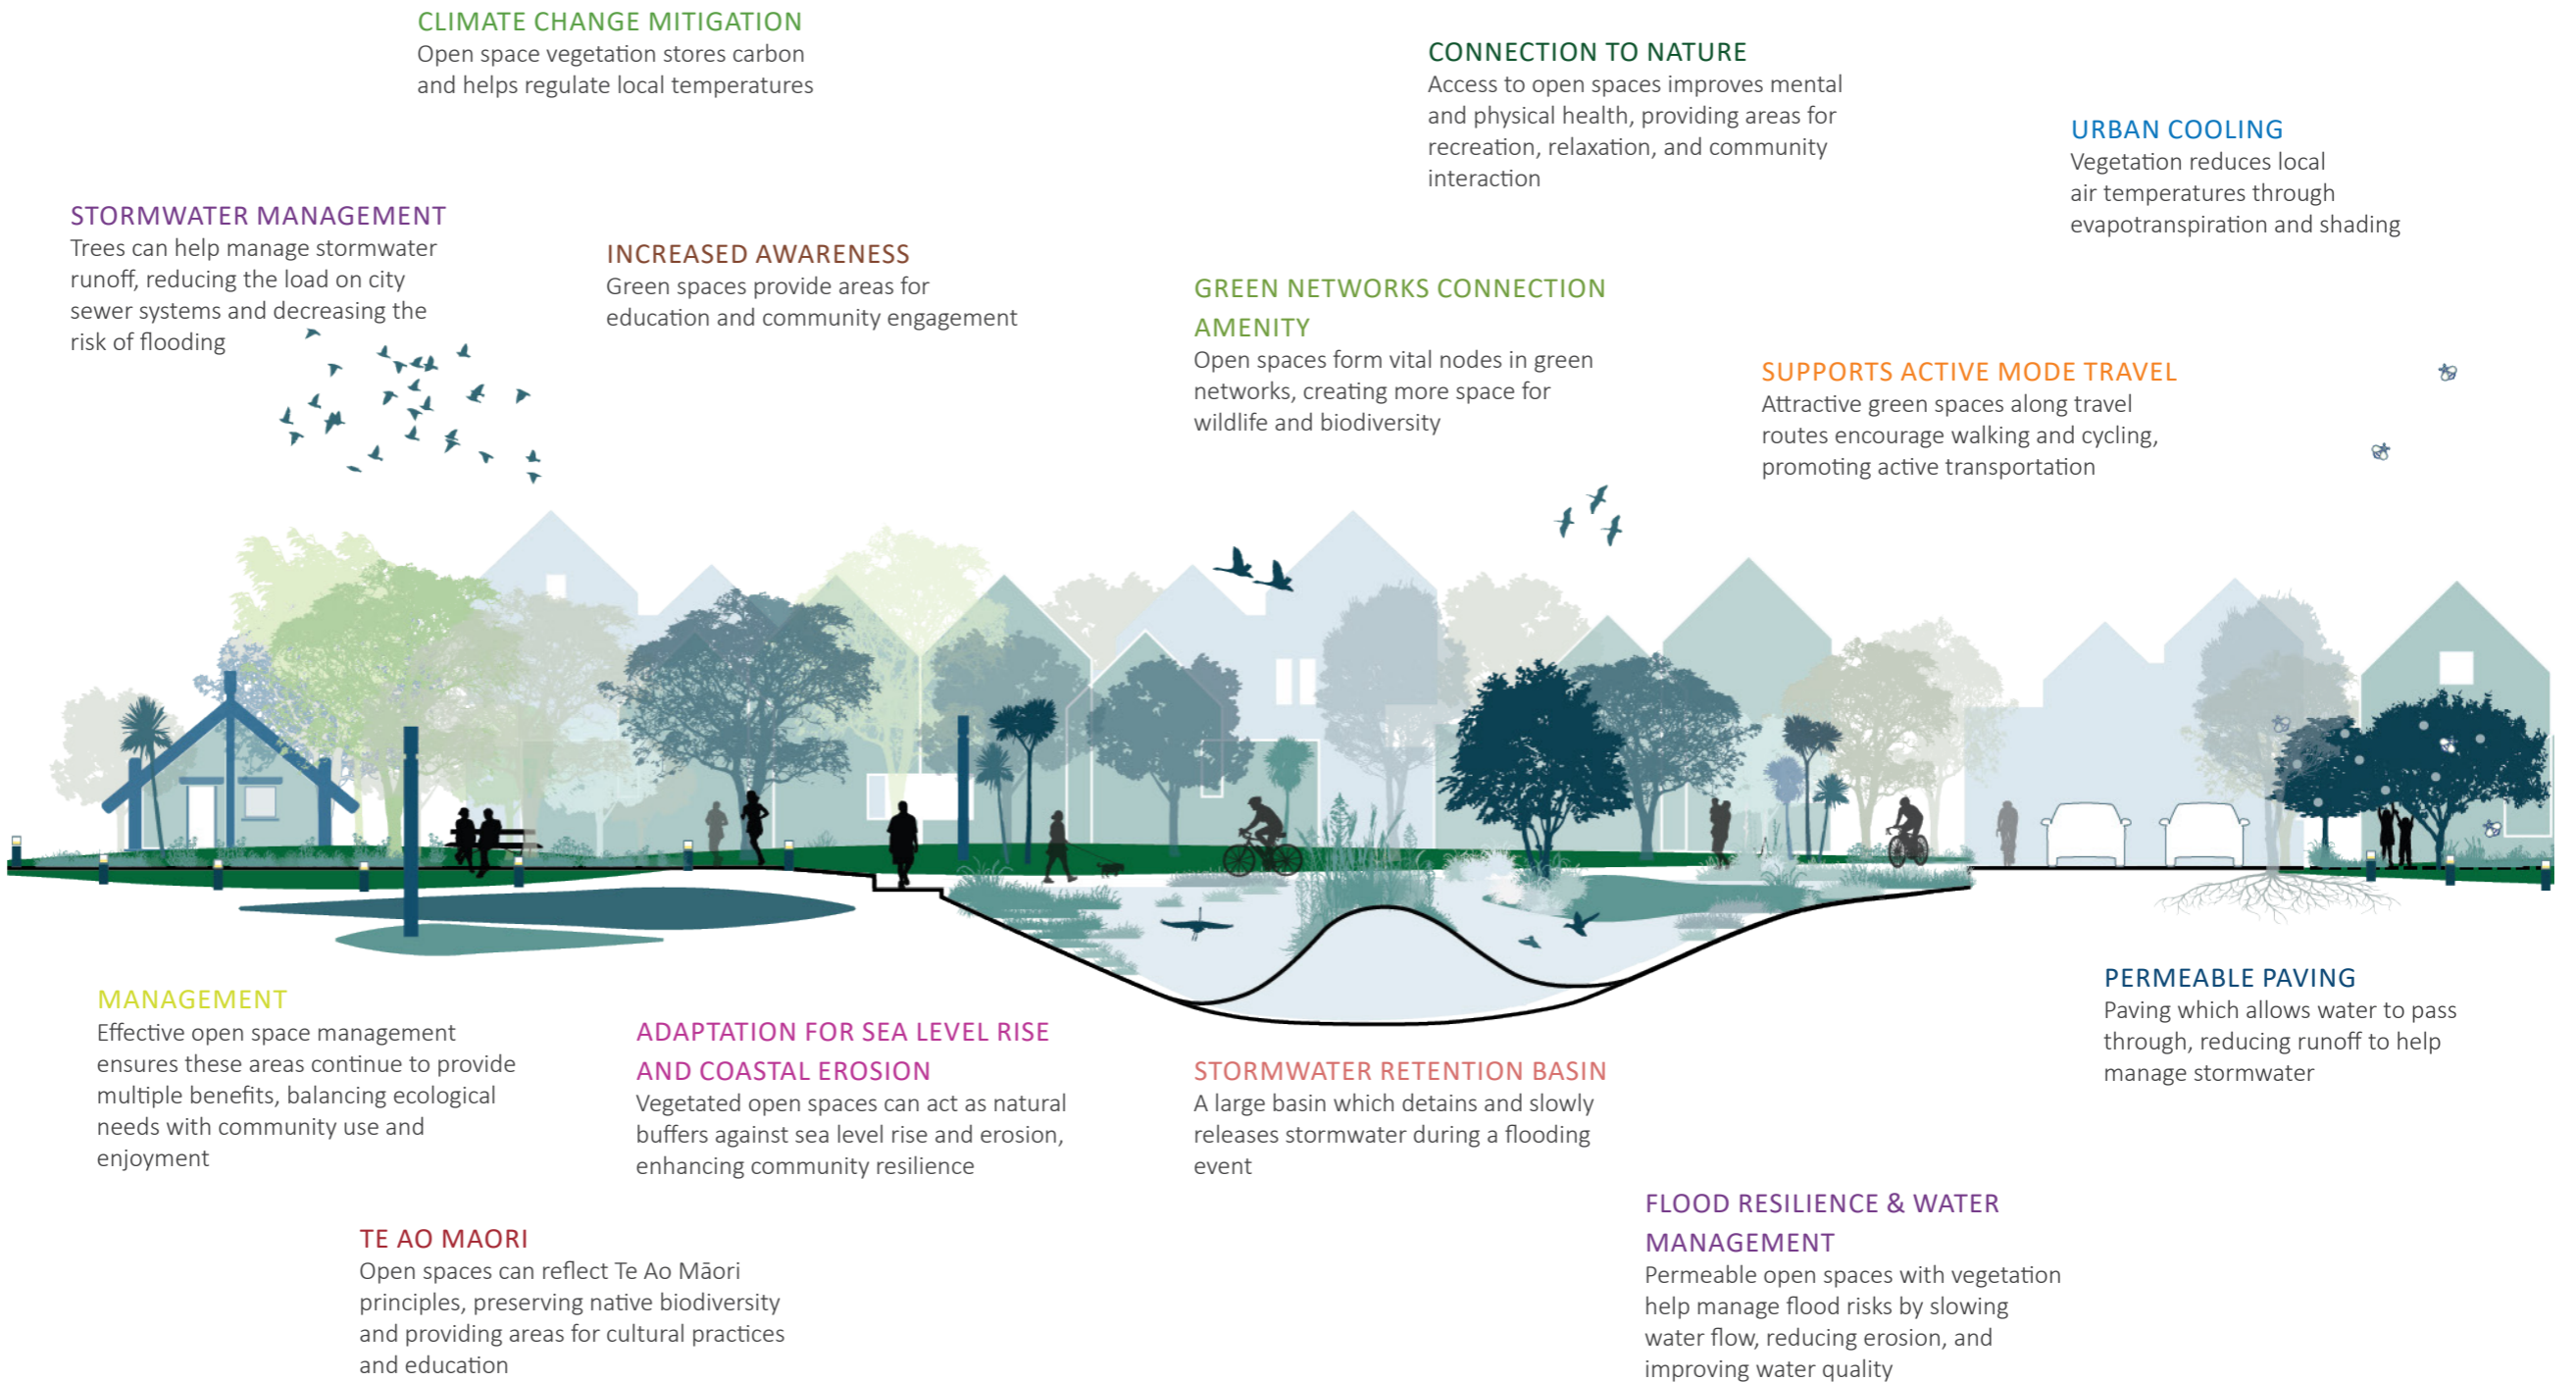 CLIMATE CHANGE MITIGATION
Open space vegetation stores carbon
and helps regulate local temperatures
CONNECTION TO NATURE
Access to open spaces improves mental
and physical health, providing areas for
recreation, relaxation, and community
interaction
URBAN COOLING
Vegetation reduces local
air temperatures through
evapotranspiration and shading
STORMWATER MANAGEMENT
Trees can help manage stormwater
runoff, reducing the load on city
sewer systems and decreasing the
risk of flooding
INCREASED AWARENESS
Green spaces provide areas for
education and community engagement
GREEN NETWORKS CONNECTION
AMENITY
Open spaces form vital nodes in green
networks, creating more space for
wildlife and biodiversity
SUPPORTS ACTIVE MODE TRAVEL
Attractive green spaces along travel
routes encourage walking and cycling,
promoting active transportation
MANAGEMENT
Effective open space management
ensures these areas continue to provide
multiple benefits, balancing ecological
needs with community use and
enjoyment
ADAPTATION FOR SEA LEVEL RISE
AND COASTAL EROSION
Vegetated open spaces can act as natural
buffers against sea level rise and erosion,
enhancing community resilience
STORMWATER RETENTION BASIN
A large basin which detains and slowly
releases stormwater during a flooding
event
PERMEABLE PAVING
Paving which allows water to pass
through, reducing runoff to help
manage stormwater
TE AO MAORI
Open spaces can reflect Te Ao Māori
principles, preserving native biodiversity
and providing areas for cultural practices
and education
FLOOD RESILIENCE & WATER
MANAGEMENT
Permeable open spaces with vegetation
help manage flood risks by slowing
water flow, reducing erosion, and
improving water quality